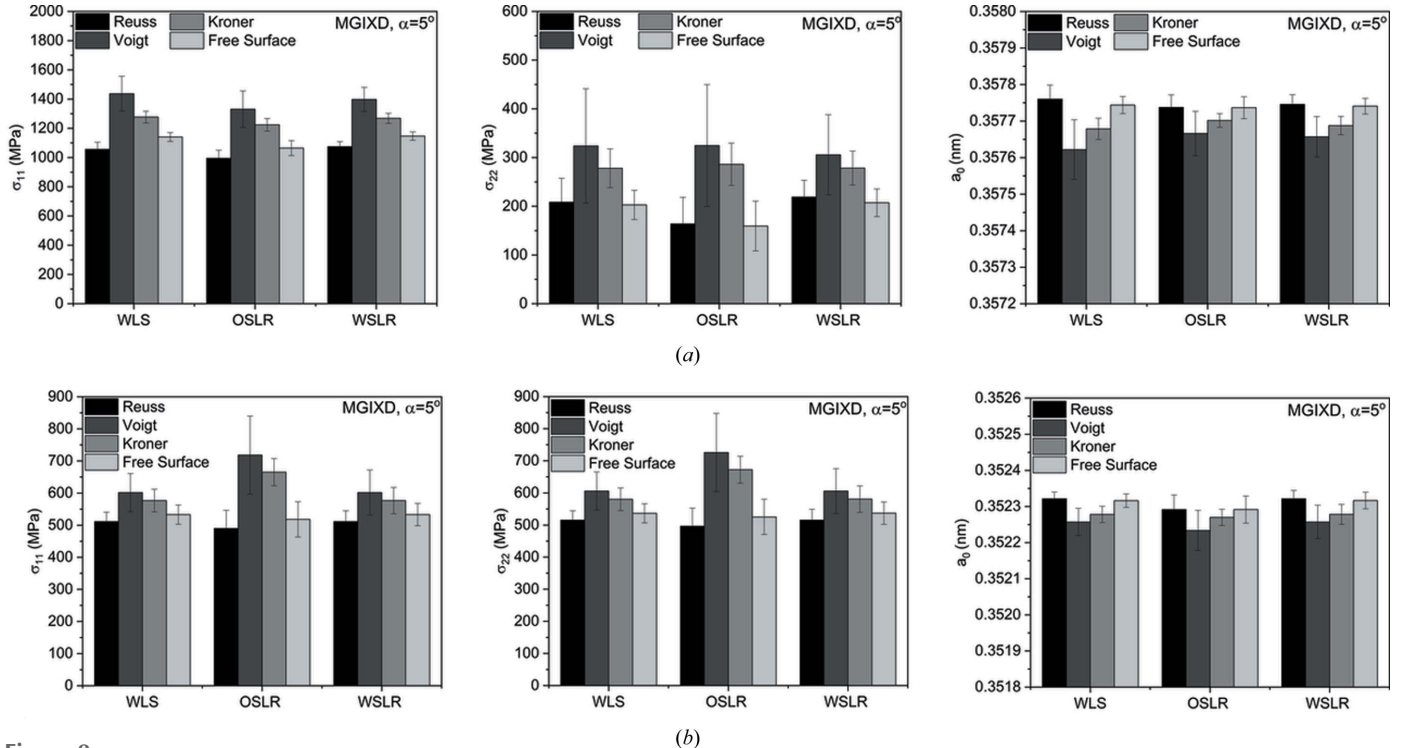 2000
1800
1600
1400
1200
1000
800
600
400
200
0
σ11 (MPa)
Reuss Kroner MGIXD, α=5º
Voigt Free Surface
WLS OSLR WSLR
600
500
400
300
200
100
0
σ22 (MPa)
Reuss Kroner MGIXD, α=5º
Voigt Free Surface
WLS OSLR WSLR
0.3580
0.3579
0.3578
0.3577
0.3576
0.3575
0.3574
0.3573
0.3572
a0 (nm)
Reuss Kroner MGIXD, α=5º
Voigt Free Surface
WLS OSLR WSLR
(a)
900
800
700
600
500
400
300
200
100
0
σ11 (MPa)
Reuss MGIXD, α=5º
Voigt
Kroner
Free Surface
WLS OSLR WSLR
900
800
700
600
500
400
300
200
100
0
σ22 (MPa)
Reuss MGIXD, α=5º
Voigt
Kroner
Free Surface
WLS OSLR WSLR
0.3526
0.3525
0.3524
0.3523
0.3522
0.3521
0.3520
0.3519
0.3518
a0 (nm)
Reuss MGIXD, α=5º
Voigt
Kroner
Free Surface
WLS OSLR WSLR
(b)